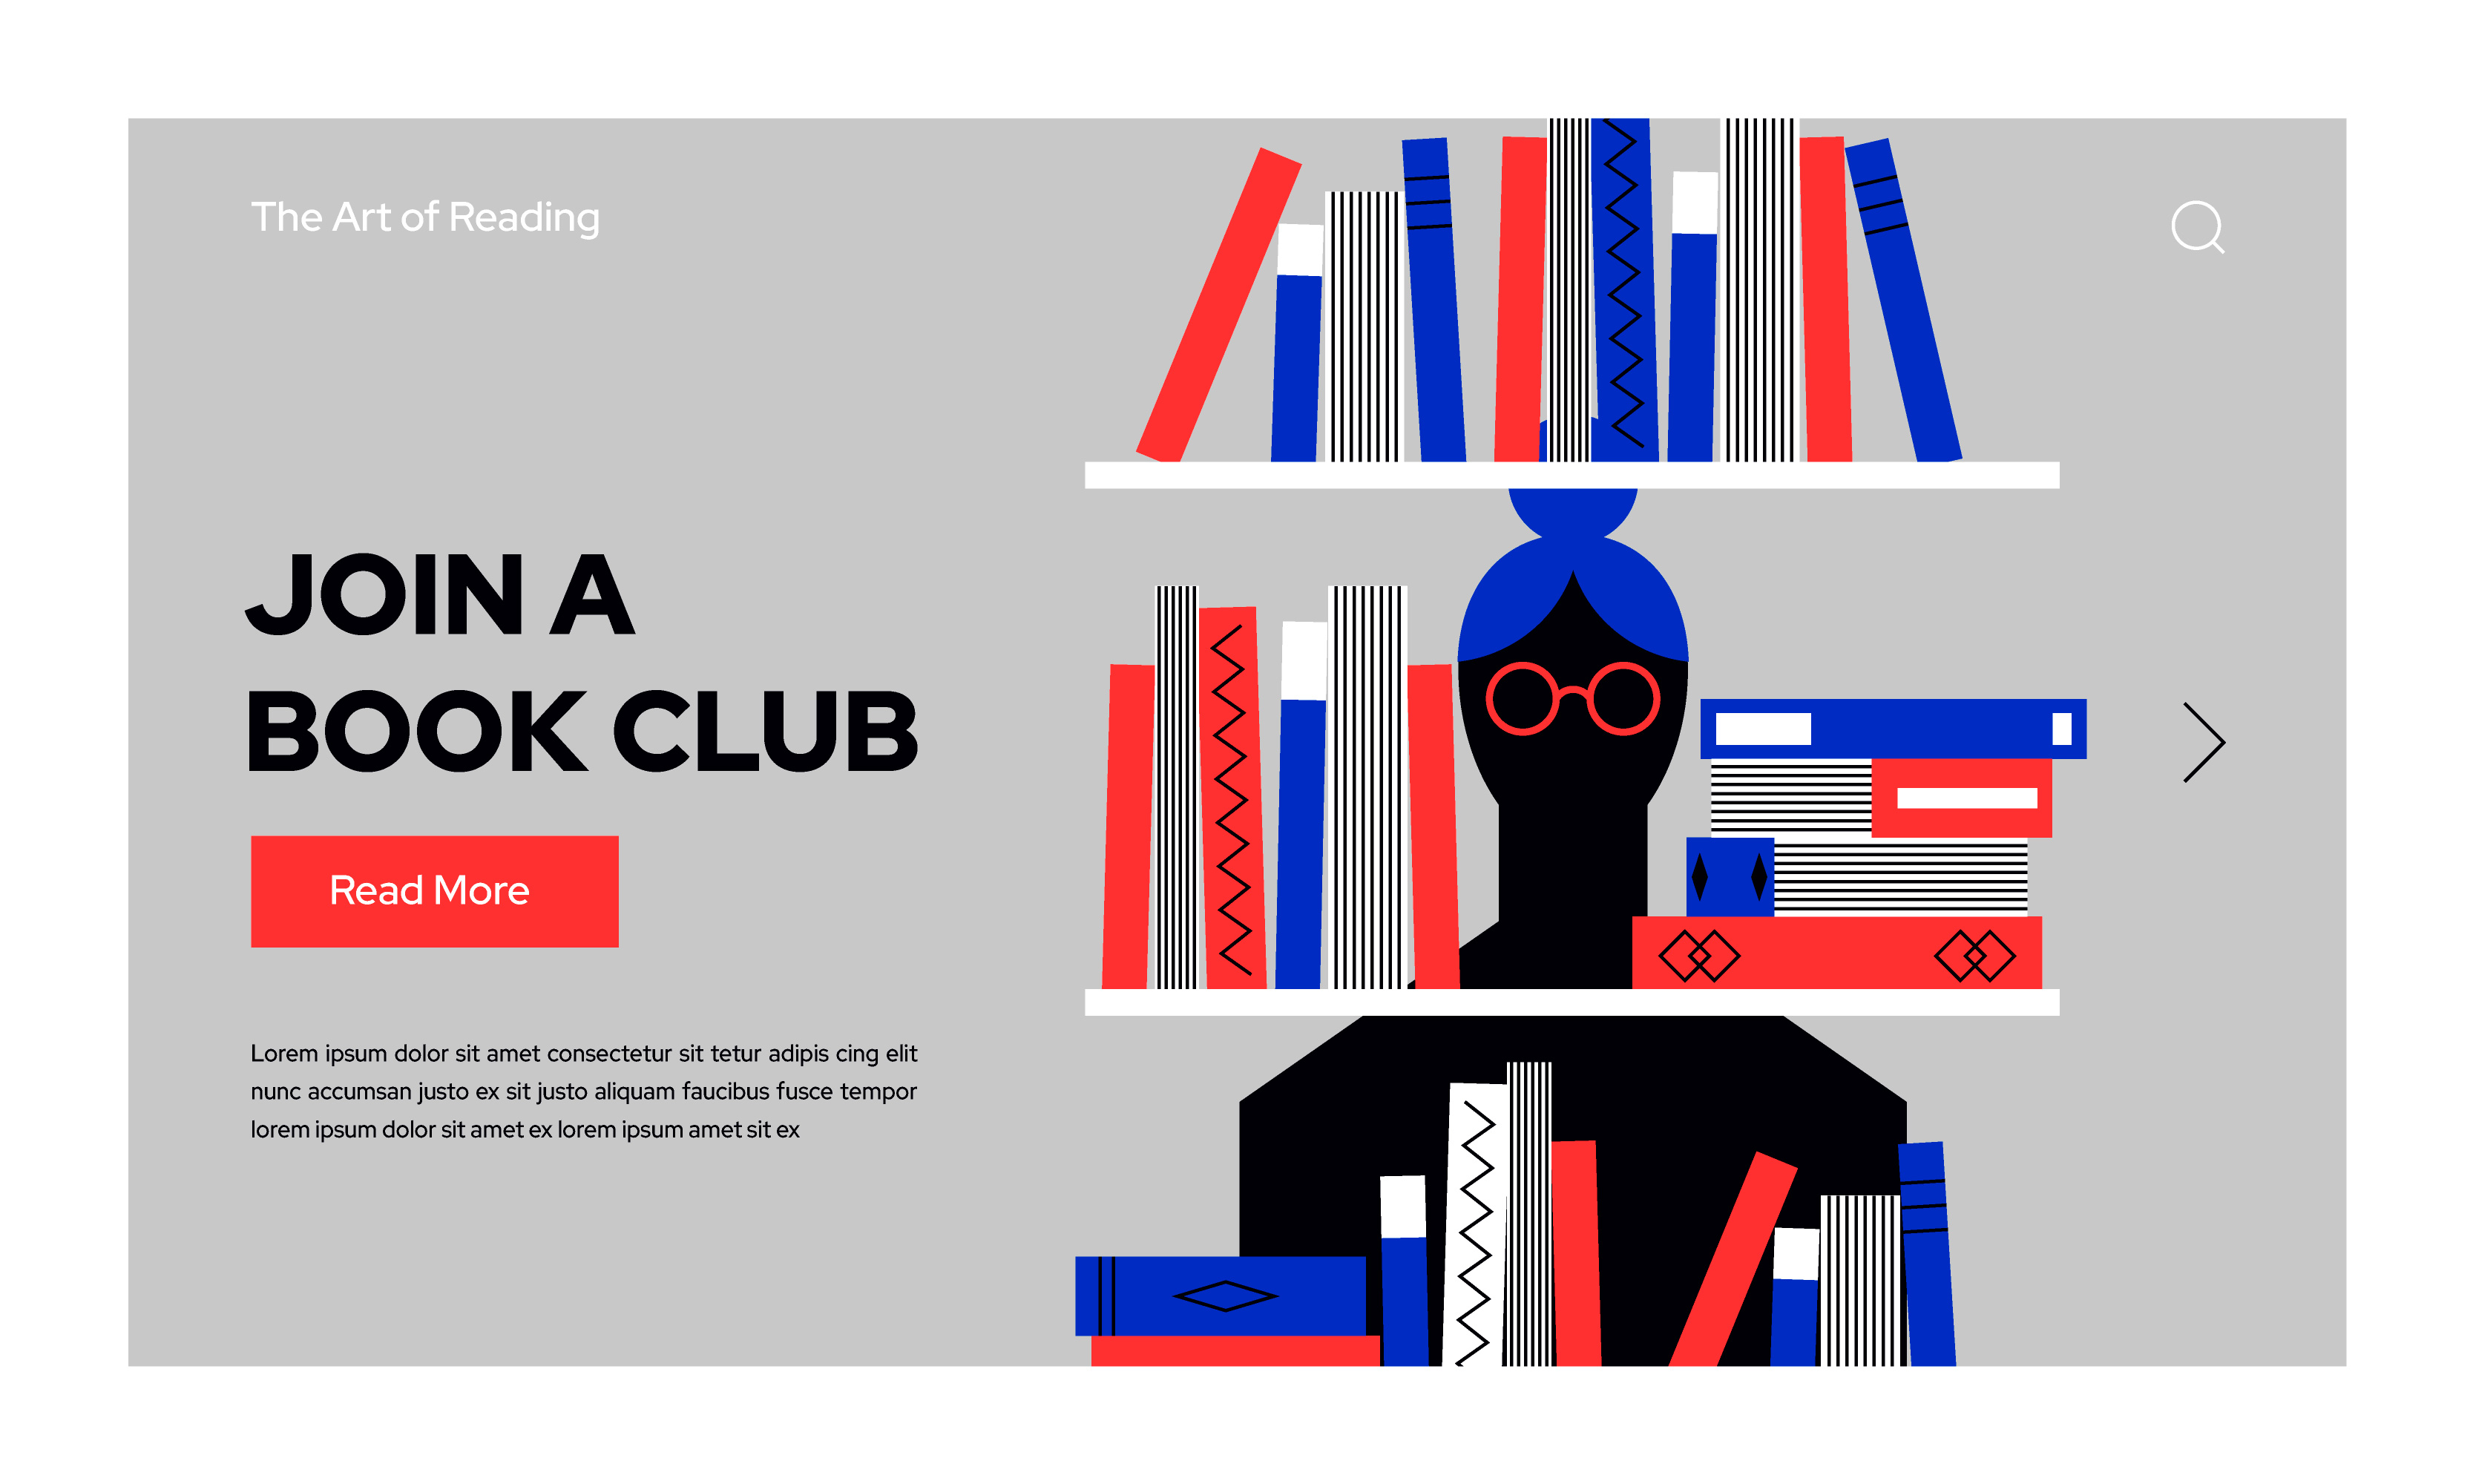 The Art of Reading
JOIN A
BOOK CLUB
Read More
Lorem ipsum dolor sit amet consectetur sit tetur adipis cing elit
nunc accumsan justo ex sit justo aliquam faucibus fusce tempor
lorem ipsum dolor sit amet ex lorem ipsum amet sit ex